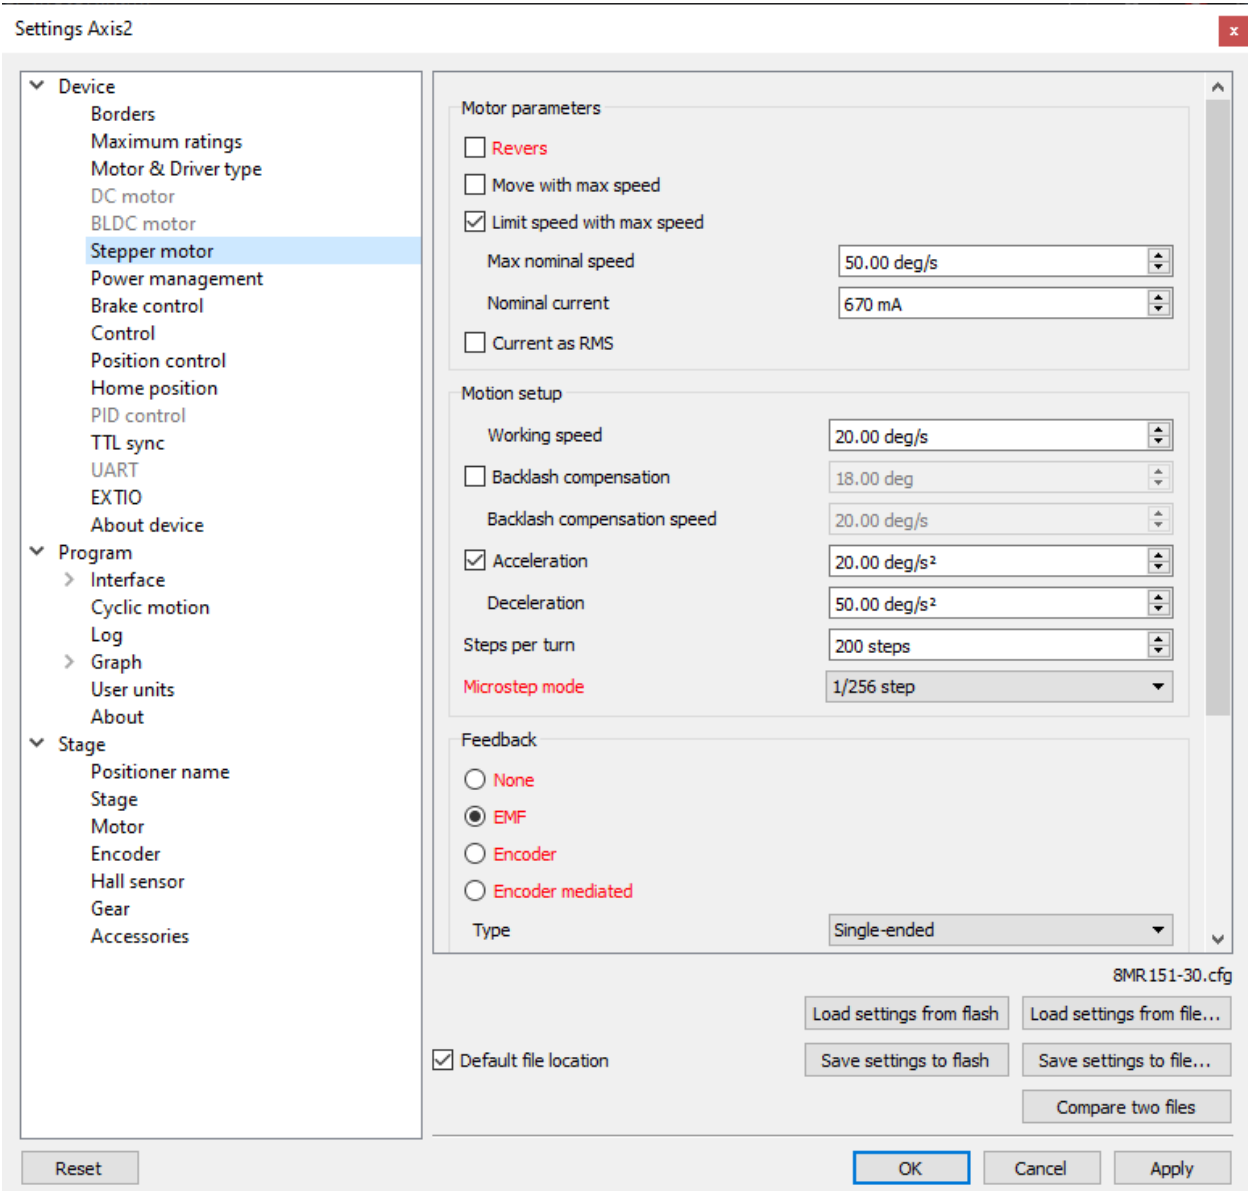 Settings Axis2
x
Device
Borders
Maximum ratings
Motor & Driver type
DC motor
BLDC motor
Stepper motor
Power management
Brake control
Control
Position control
Home position
PID control
TTL sync
UART
EXTIO
About device
Program
Interface
Cyclic motion
Log
Graph
User units
About
Stage
Positioner name
Stage
Motor
Encoder
Hall sensor
Gear
Accessories
Motor parameters
Revers
Move with max speed
Limit speed with max speed
Max nominal speed 50.00 deg/s
Nominal current 670 mA
Current as RMS
Motion setup
Working speed 20.00 deg/s
Backlash compensation 18.00 deg
Backlash compensation speed 20.00 deg/s
Acceleration 20.00 deg/s²
Deceleration 50.00 deg/s²
Steps per turn 200 steps
Microstep mode 1/256 step
Feedback
None
EMF
Encoder
Encoder mediated
Type Single-ended
8MR151-30.cfg
Load settings from flash Load settings from file...
Default file location Save settings to flash Save settings to file...
Compare two files
Reset OK Cancel Apply